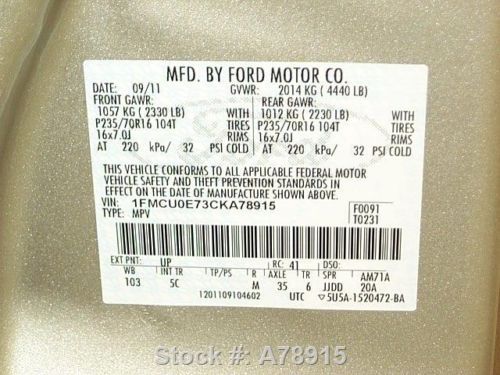 MFD. BY FORD MOTOR CO.
DATE: 09/11 GVWR: 2014 KG ( 4440 LB)
FRONT GAWR: REAR GAWR:
1057 KG ( 2330 LB) 1012 KG ( 2230 LB)
P235/70R16 104T TIRES P235/70R16 104T
16x7.0J RIMS 16x7.0J
AT 220 kPa/ 32 PSI COLD AT 220 kPa/ 32 PSI COLD
THIS VEHICLE CONFORMS TO ALL APPLICABLE FEDERAL MOTOR
VEHICLE SAFETY AND THEFT PREVENTION STANDARDS IN
EFFECT ON THE DATE OF MANUFACTURE SHOWN ABOVE.
VIN: 1FMCU0E73CKA78915 F0091
TYPE: MPV T0231
EXT PNT: UP RC: 41 DSO:
WB INT TR TP/PS R AXLE TR SPR AM71A
103 5C M 35 6 JJDD 20A
1201109104602 UTC 5U5A-1520472-BA
Stock #: A78915